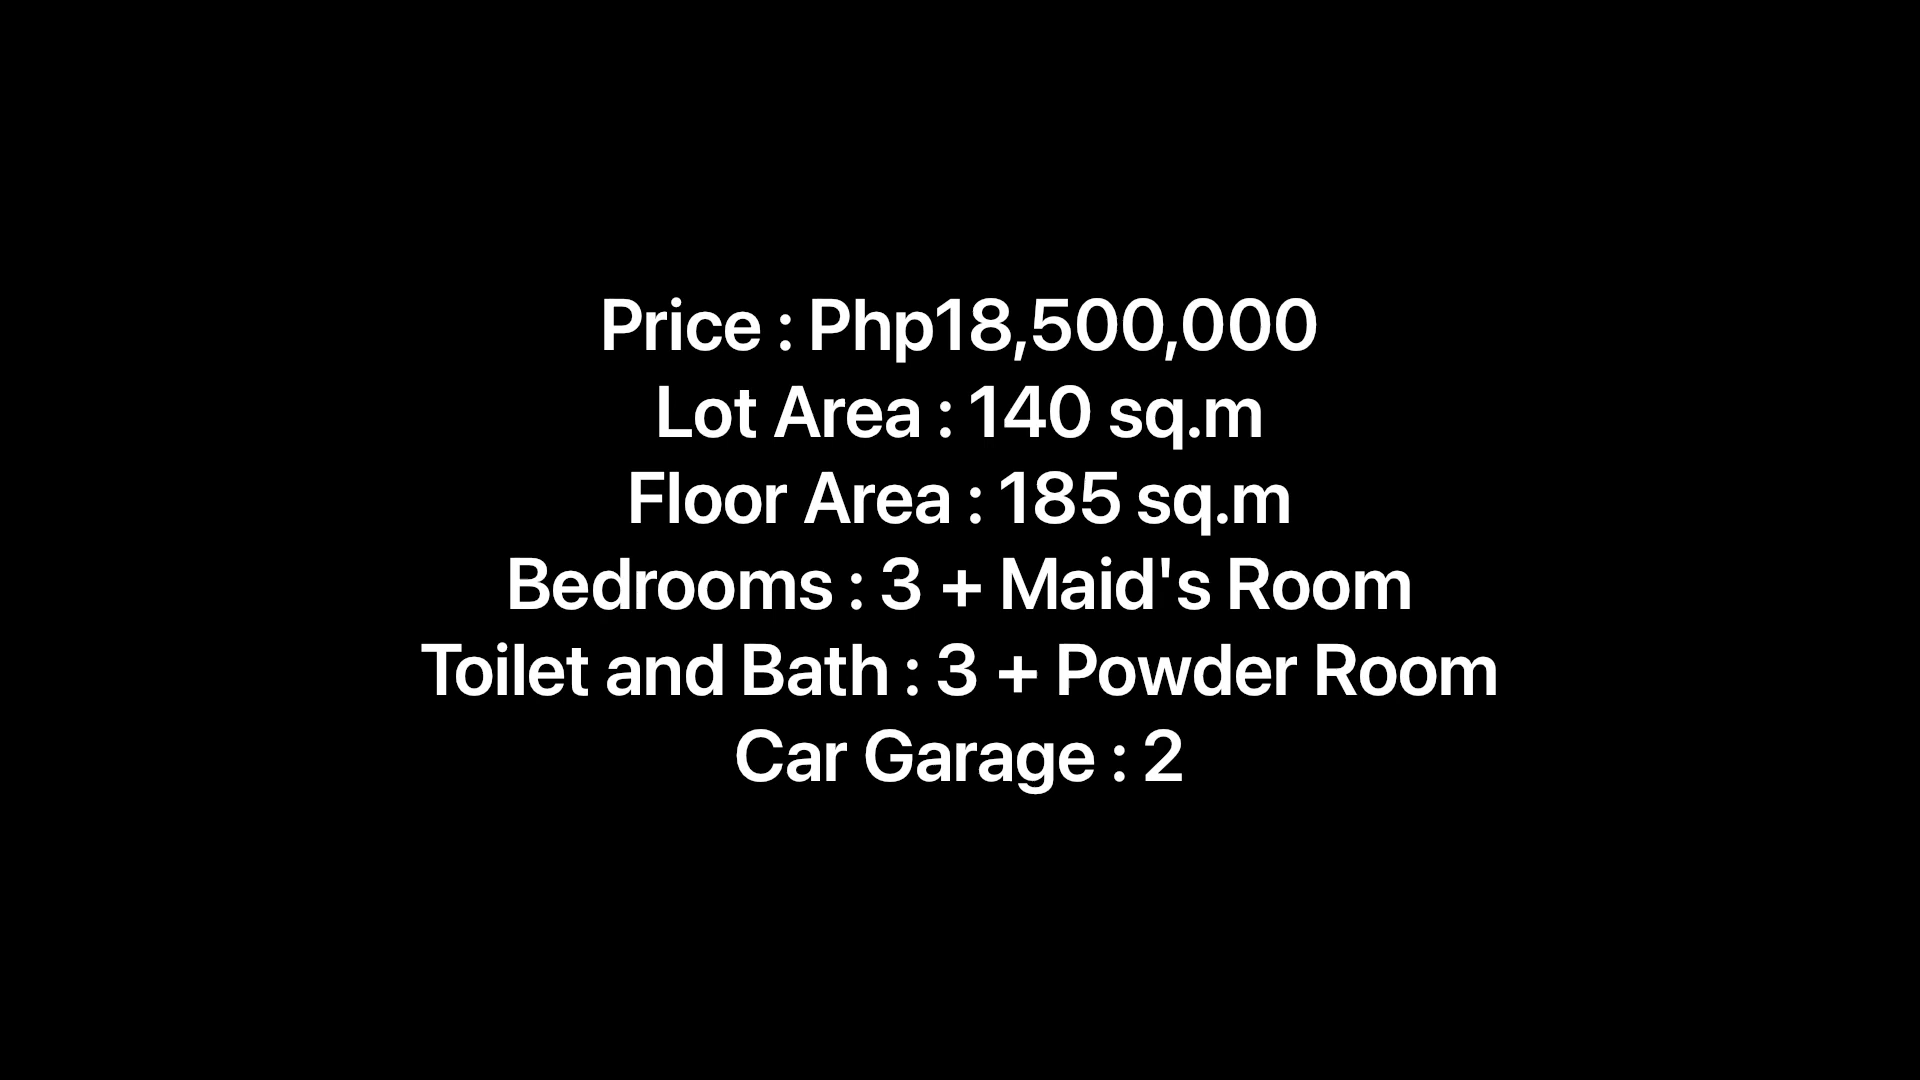 Price : Php18,500,000
Lot Area : 140 sq.m
Floor Area : 185 sq.m
Bedrooms : 3 + Maid's Room
Toilet and Bath : 3 + Powder Room
Car Garage : 2